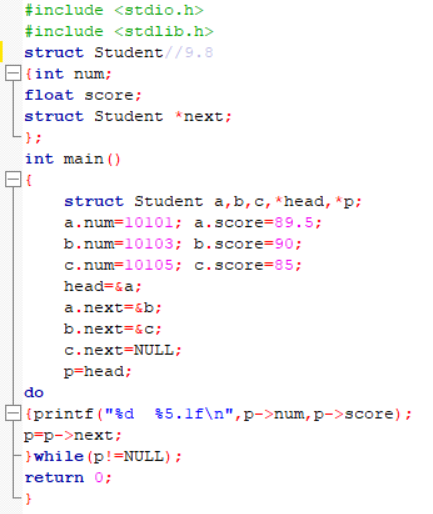 #include <stdio.h>
#include <stdlib.h>
struct Student//9.8
{int num;
float score;
struct Student *next;
};
int main()
{
struct Student a,b,c,*head,*p;
a.num=10101; a.score=89.5;
b.num=10103; b.score=90;
c.num=10105; c.score=85;
head=&a;
a.next=&b;
b.next=&c;
c.next=NULL;
p=head;
do
{printf("%d  %5.1f\n",p->num,p->score);
p=p->next;
}while(p!=NULL);
return 0;
}